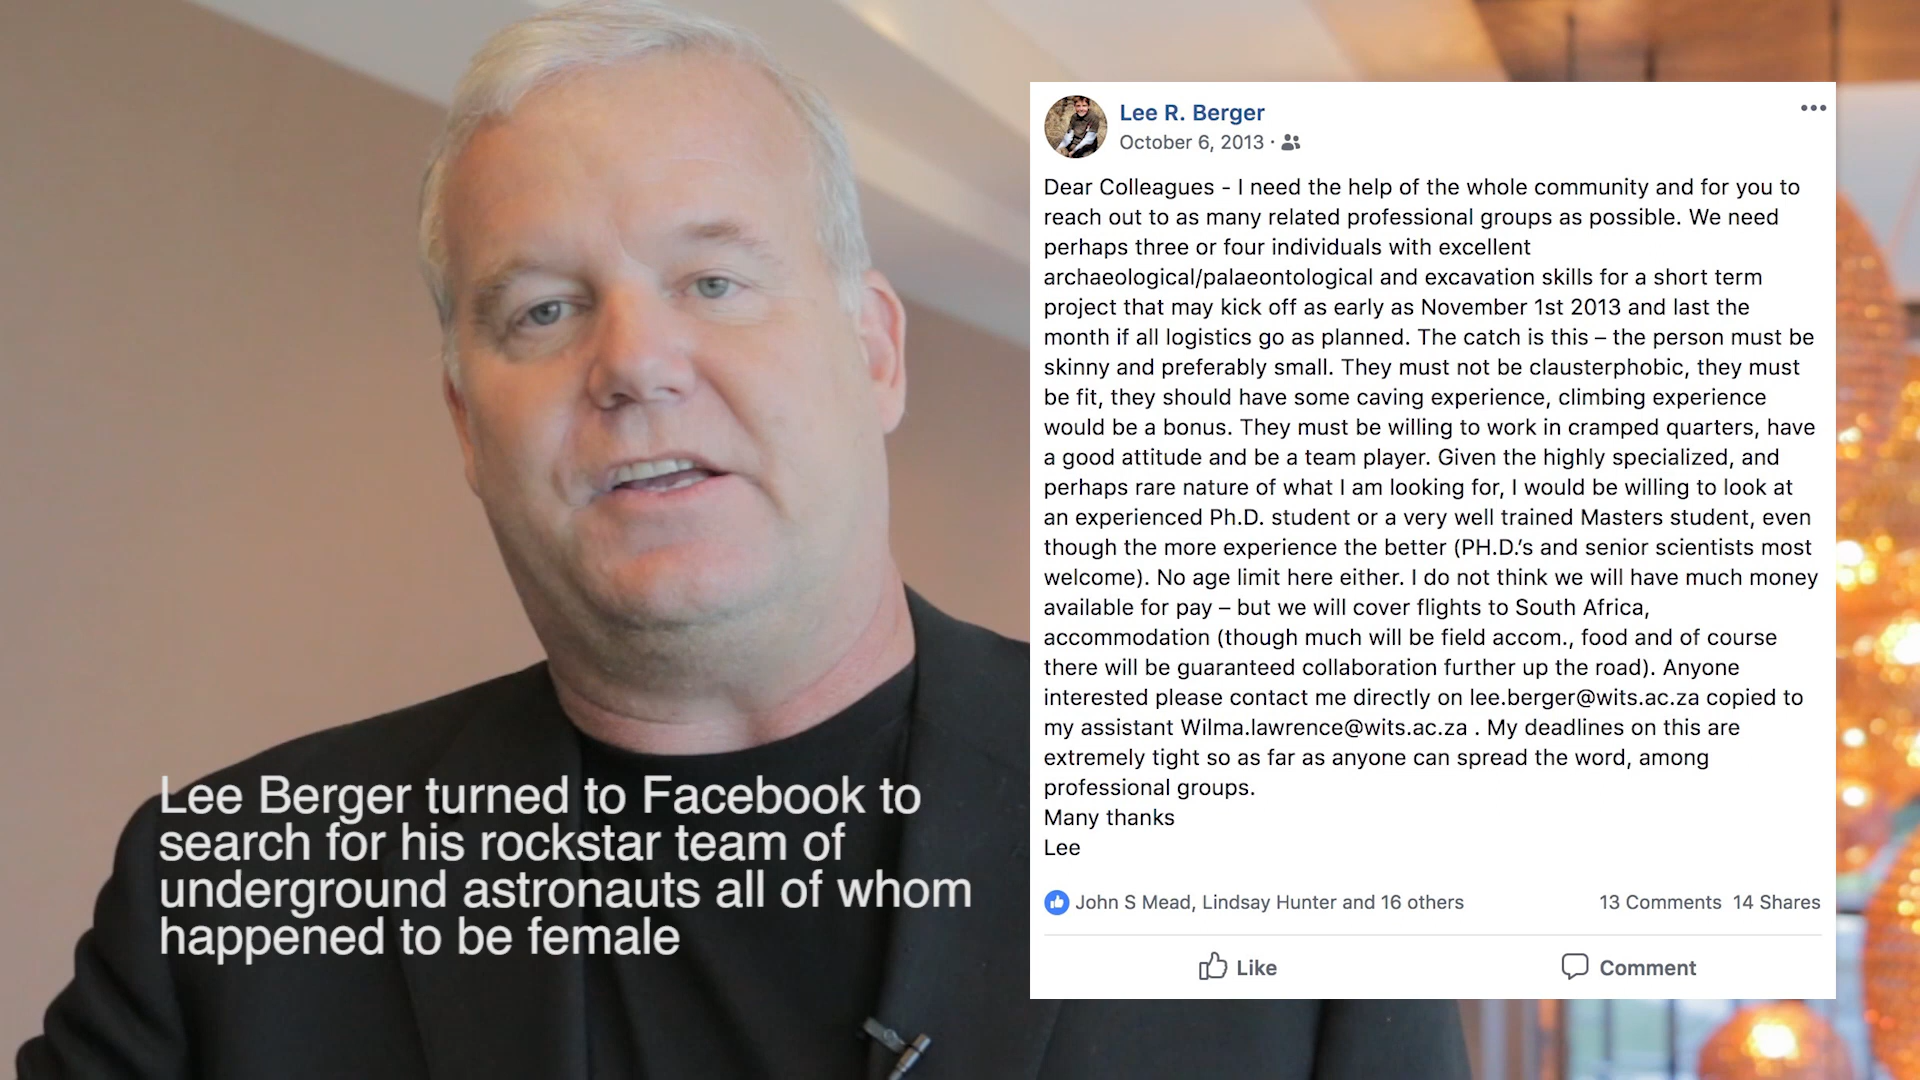 Lee R. Berger
October 6, 2013 ·
Dear Colleagues - I need the help of the whole community and for you to
reach out to as many related professional groups as possible. We need
perhaps three or four individuals with excellent
archaeological/palaeontological and excavation skills for a short term
project that may kick off as early as November 1st 2013 and last the
month if all logistics go as planned. The catch is this – the person must be
skinny and preferably small. They must not be clausterphobic, they must
be fit, they should have some caving experience, climbing experience
would be a bonus. They must be willing to work in cramped quarters, have
a good attitude and be a team player. Given the highly specialized, and
perhaps rare nature of what I am looking for, I would be willing to look at
an experienced Ph.D. student or a very well trained Masters student, even
though the more experience the better (PH.D.’s and senior scientists most
welcome). No age limit here either. I do not think we will have much money
available for pay – but we will cover flights to South Africa,
accommodation (though much will be field accom., food and of course
there will be guaranteed collaboration further up the road). Anyone
interested please contact me directly on lee.berger@wits.ac.za copied to
my assistant Wilma.lawrence@wits.ac.za . My deadlines on this are
extremely tight so as far as anyone can spread the word, among
professional groups.
Many thanks
Lee
John S Mead, Lindsay Hunter and 16 others 13 Comments 14 Shares
Like Comment
Lee Berger turned to Facebook to
search for his rockstar team of
underground astronauts all of whom
happened to be female